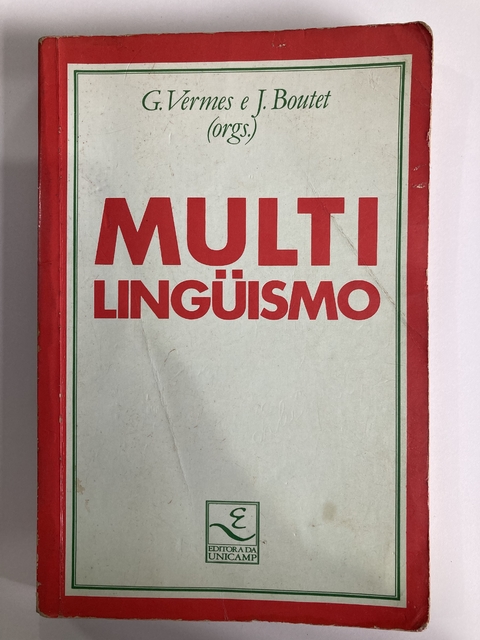 G. Vermes e J. Boutet
(orgs.)
MULTI
LINGÜISMO
E
EDITORA DA
UNICAMP